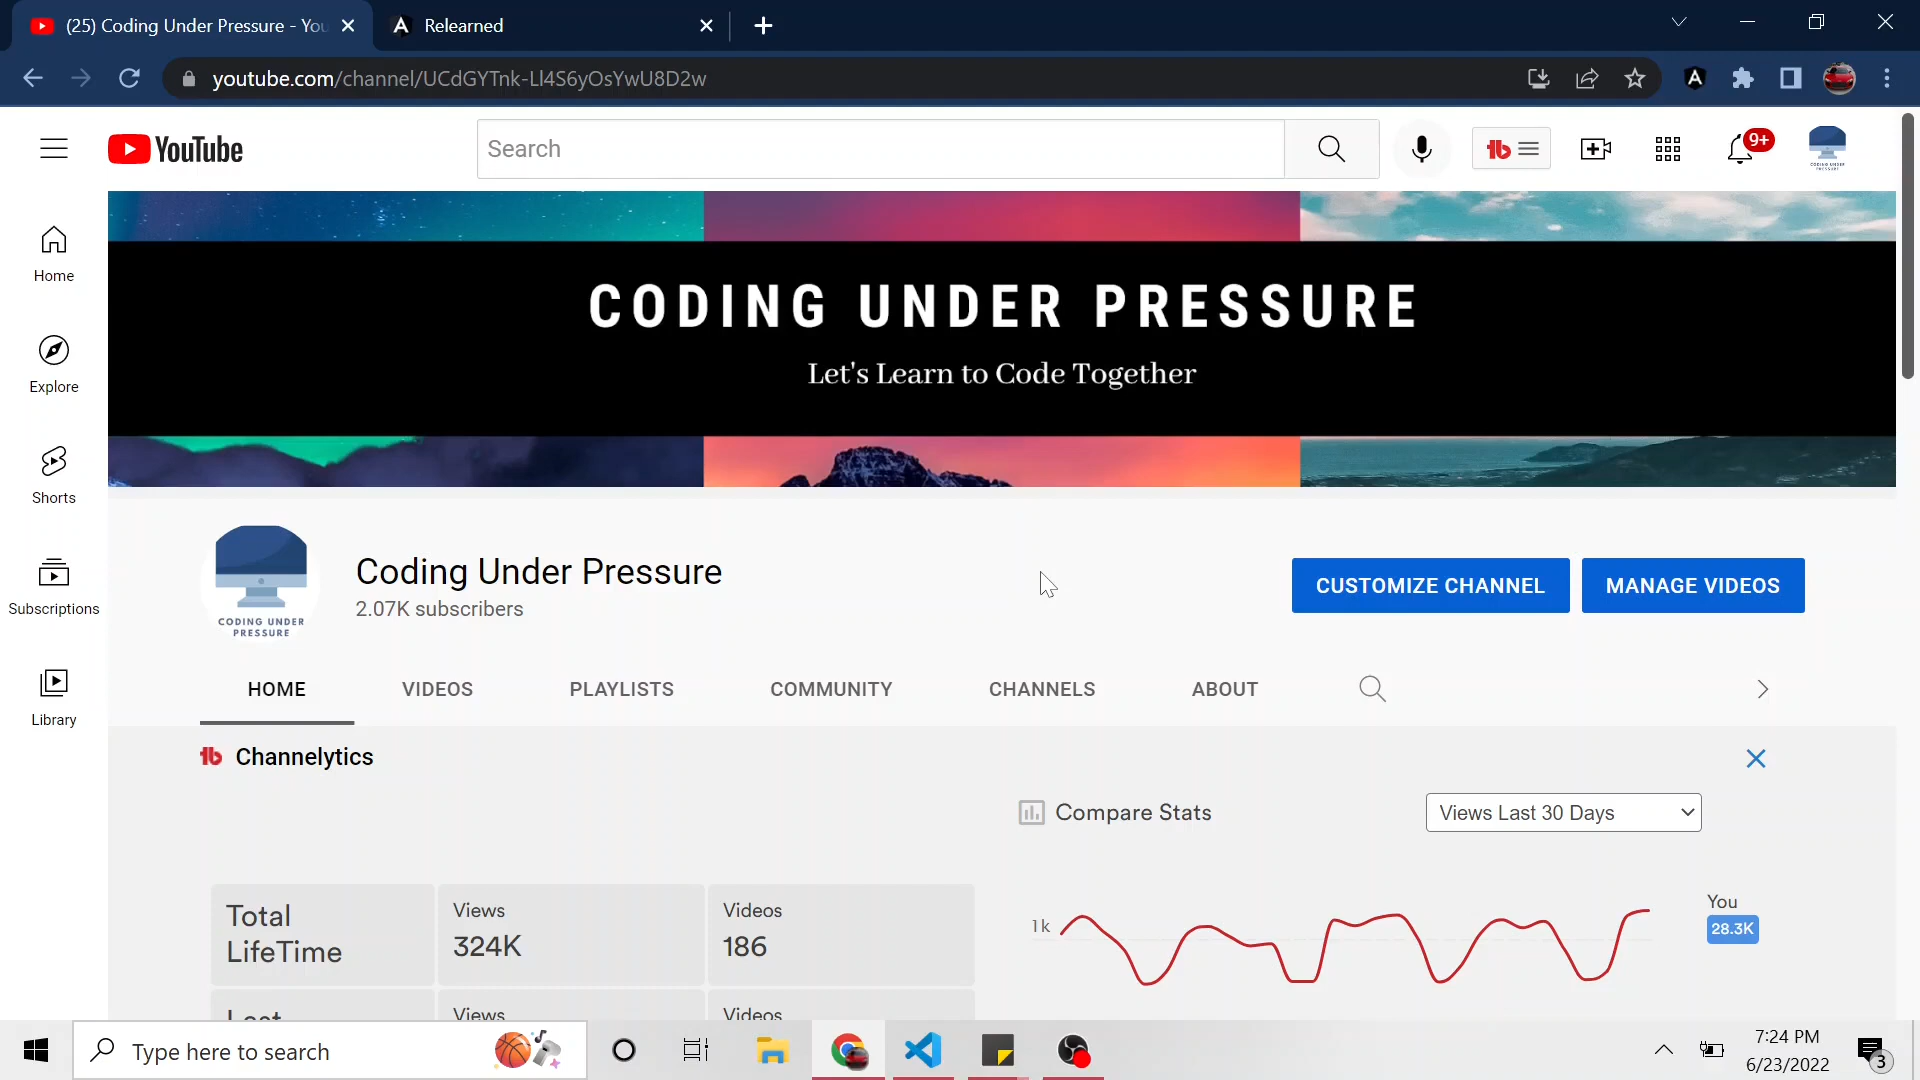 (25) Coding Under Pressure - You
Relearned
youtube.com/channel/UCdGYTnk-Ll4S6yOsYwU8D2w
YouTube
Search
9+
CODING UNDER PRESSURE
Let's Learn to Code Together
Home
Explore
Shorts
Subscriptions
Library
CODING UNDER
PRESSURE
Coding Under Pressure
2.07K subscribers
CUSTOMIZE CHANNEL
MANAGE VIDEOS
HOME VIDEOS PLAYLISTS COMMUNITY CHANNELS ABOUT
Channelytics
Compare Stats
Views Last 30 Days
Total
LifeTime
Views
324K
Videos
186
1k
You
28.3K
Last
Views
Videos
Type here to search
7:24 PM
6/23/2022
3